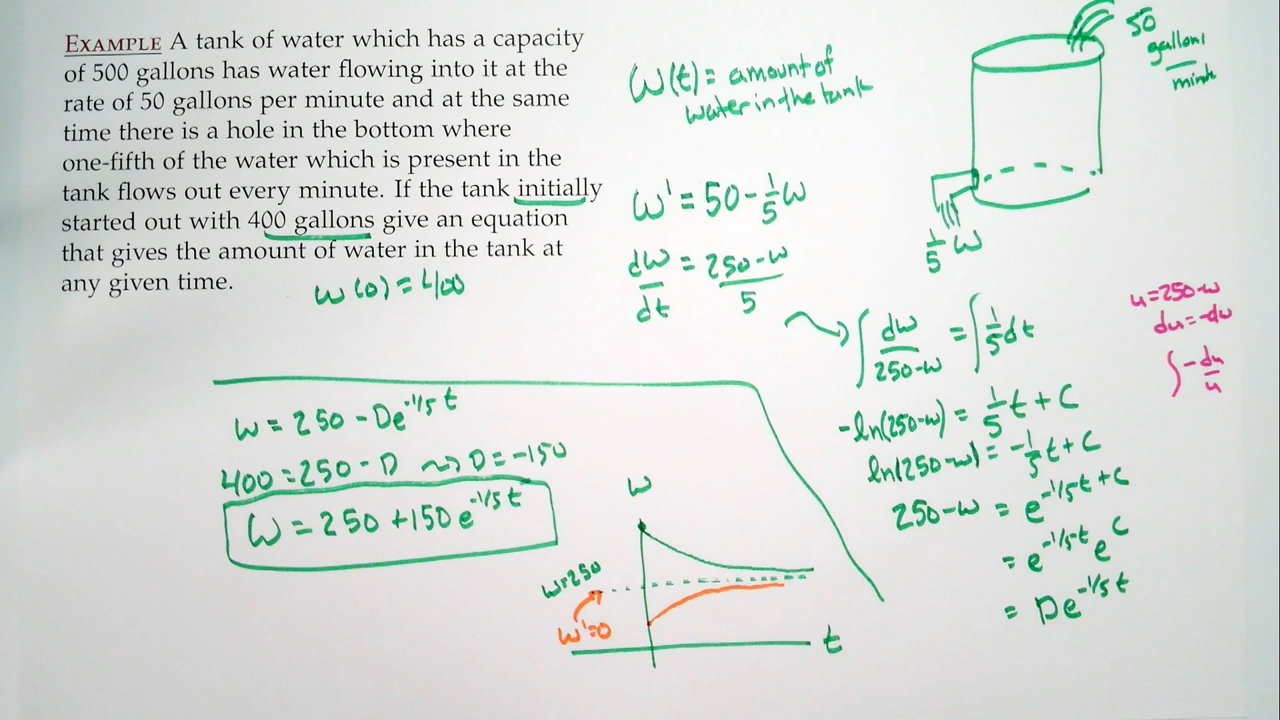 EXAMPLE A tank of water which has a capacity
of 500 gallons has water flowing into it at the
rate of 50 gallons per minute and at the same
time there is a hole in the bottom where
one-fifth of the water which is present in the
tank flows out every minute. If the tank initially
started out with 400 gallons give an equation
that gives the amount of water in the tank at
any given time.
w(0) = 400
W(t) = amount of
water in the tank
50
gallons
minute
1/5 W
w' = 50 - 1/5 w
dw/dt = (250-w)/5
∫ dw/(250-w) = ∫ 1/5 dt
u=250-w
du=-dw
∫ -du/u
-ln(250-w) = 1/5 t + C
ln(250-w) = -1/5 t + C
250-w = e^{-1/5 t + C}
= e^{-1/5 t} e^C
= De^{-1/5 t}
w = 250 - De^{-1/5 t}
400 = 250 - D ⇝ D = -150
W = 250 + 150 e^{-1/5 t}
w
w=250
w'=0
t